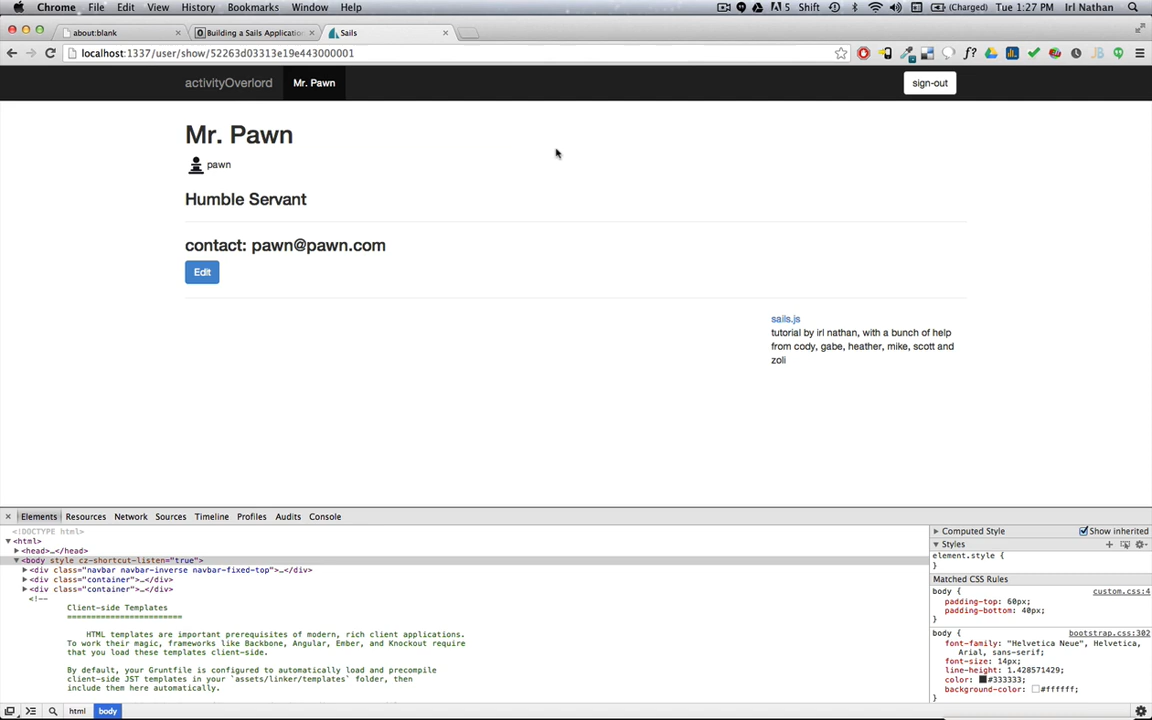 Chrome File Edit View History Bookmarks Window Help 5 Shift (Charged) Tue 1:27 PM Irl Nathan
about:blank Building a Sails Application Sails
localhost:1337/user/show/52263d03313e19e443000001
activityOverlord Mr. Pawn sign-out
Mr. Pawn
pawn
Humble Servant
contact: pawn@pawn.com
Edit
sails.js
tutorial by irl nathan, with a bunch of help
from cody, gabe, heather, mike, scott and
zoli
Elements Resources Network Sources Timeline Profiles Audits Console
<!DOCTYPE html>
<html>
<head>…</head>
<body style cz-shortcut-listen="true">
<div class="navbar navbar-inverse navbar-fixed-top">…</div>
<div class="container">…</div>
<div class="container">…</div>
<!--
Client-side Templates
========================
HTML templates are important prerequisites of modern, rich client applications.
To work their magic, frameworks like Backbone, Angular, Ember, and Knockout require
that you load these templates client-side.
By default, your Gruntfile is configured to automatically load and precompile
client-side JST templates in your `assets/linker/templates` folder, then
include them here automatically.
Computed Style Show inherited
Styles
element.style {
}
Matched CSS Rules
body { custom.css:4
padding-top: 60px;
padding-bottom: 40px;
}
body { bootstrap.css:302
font-family: "Helvetica Neue", Helvetica,
Arial, sans-serif;
font-size: 14px;
line-height: 1.428571429;
color: #333333;
background-color: #ffffff;
}
html body